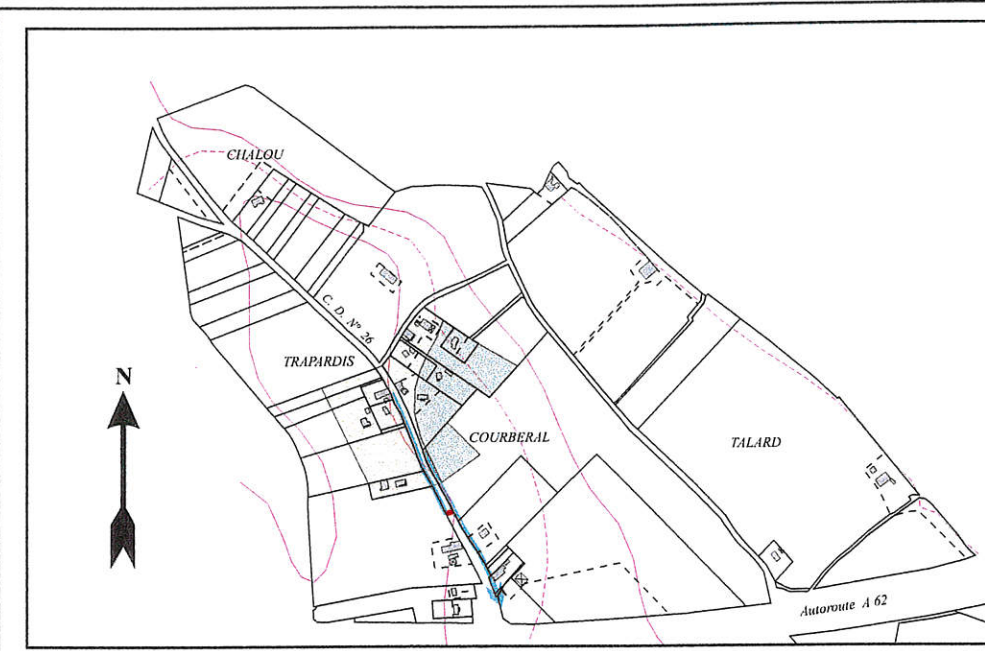 CHALOU
C. D. N° 26
TRAPARDIS
N
COURBERAL
TALARD
Autoroute A 62